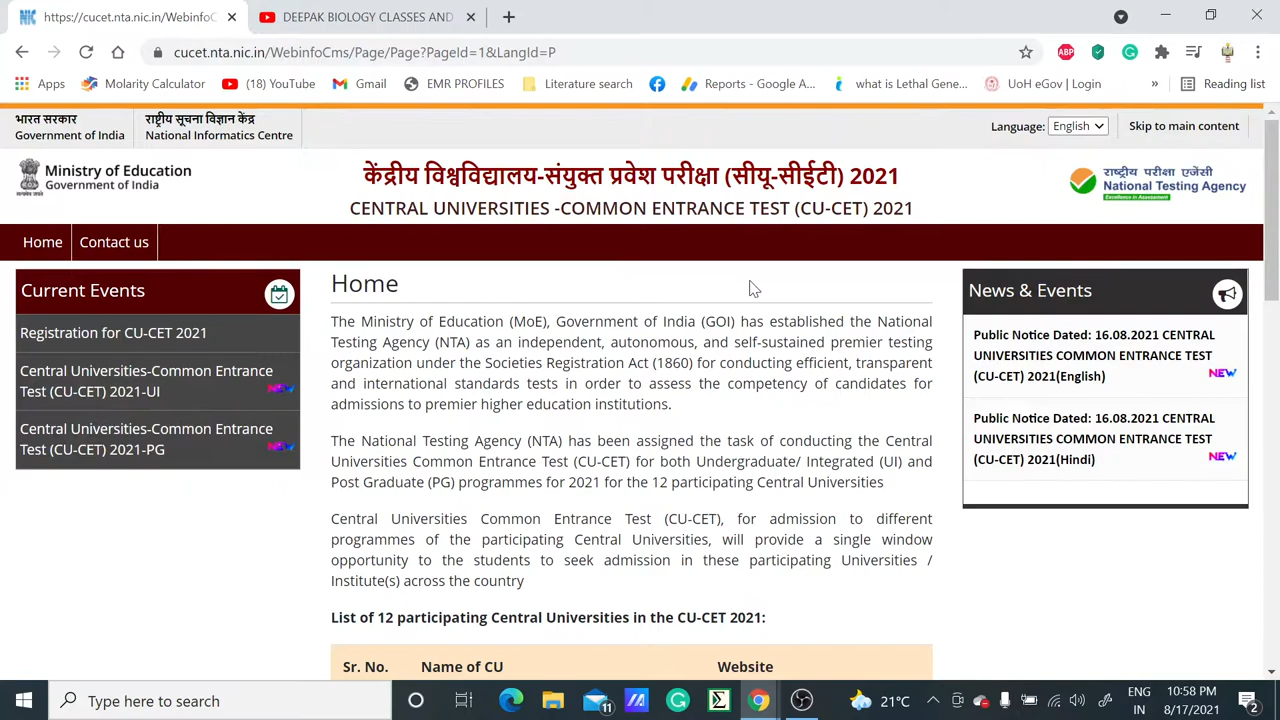 https://cucet.nta.nic.in/WebinfoC
DEEPAK BIOLOGY CLASSES AND
cucet.nta.nic.in/WebinfoCms/Page/Page?PageId=1&LangId=P
ABP
Apps
Molarity Calculator
(18) YouTube
Gmail
EMR PROFILES
Literature search
Reports - Google A...
what is Lethal Gene...
UoH eGov | Login
»
Reading list
भारत सरकार
Government of India
राष्ट्रीय सूचना विज्ञान केंद्र
National Informatics Centre
Language: English
Skip to main content
Ministry of Education
Government of India
केंद्रीय विश्वविद्यालय-संयुक्त प्रवेश परीक्षा (सीयू-सीईटी) 2021
CENTRAL UNIVERSITIES -COMMON ENTRANCE TEST (CU-CET) 2021
राष्ट्रीय परीक्षा एजेंसी
National Testing Agency
Excellence in Assessment
Home
Contact us
Current Events
Registration for CU-CET 2021
Central Universities-Common Entrance
Test (CU-CET) 2021-UI
NEW
Central Universities-Common Entrance
Test (CU-CET) 2021-PG
NEW
Home
The Ministry of Education (MoE), Government of India (GOI) has established the National
Testing Agency (NTA) as an independent, autonomous, and self-sustained premier testing
organization under the Societies Registration Act (1860) for conducting efficient, transparent
and international standards tests in order to assess the competency of candidates for
admissions to premier higher education institutions.
The National Testing Agency (NTA) has been assigned the task of conducting the Central
Universities Common Entrance Test (CU-CET) for both Undergraduate/ Integrated (UI) and
Post Graduate (PG) programmes for 2021 for the 12 participating Central Universities
Central Universities Common Entrance Test (CU-CET), for admission to different
programmes of the participating Central Universities, will provide a single window
opportunity to the students to seek admission in these participating Universities /
Institute(s) across the country
List of 12 participating Central Universities in the CU-CET 2021:
Sr. No.
Name of CU
Website
News & Events
Public Notice Dated: 16.08.2021 CENTRAL
UNIVERSITIES COMMON ENTRANCE TEST
(CU-CET) 2021(English)
NEW
Public Notice Dated: 16.08.2021 CENTRAL
UNIVERSITIES COMMON ENTRANCE TEST
(CU-CET) 2021(Hindi)
NEW
Type here to search
11
21°C
ENG
IN
10:58 PM
8/17/2021
2